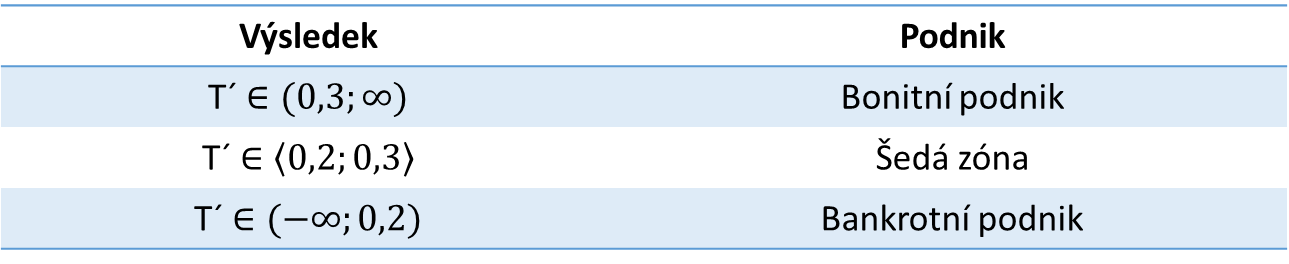 Výsledek Podnik
T´ ∈ (0,3; ∞) Bonitní podnik
T´ ∈ ⟨0,2; 0,3⟩ Šedá zóna
T´ ∈ (−∞; 0,2) Bankrotní podnik